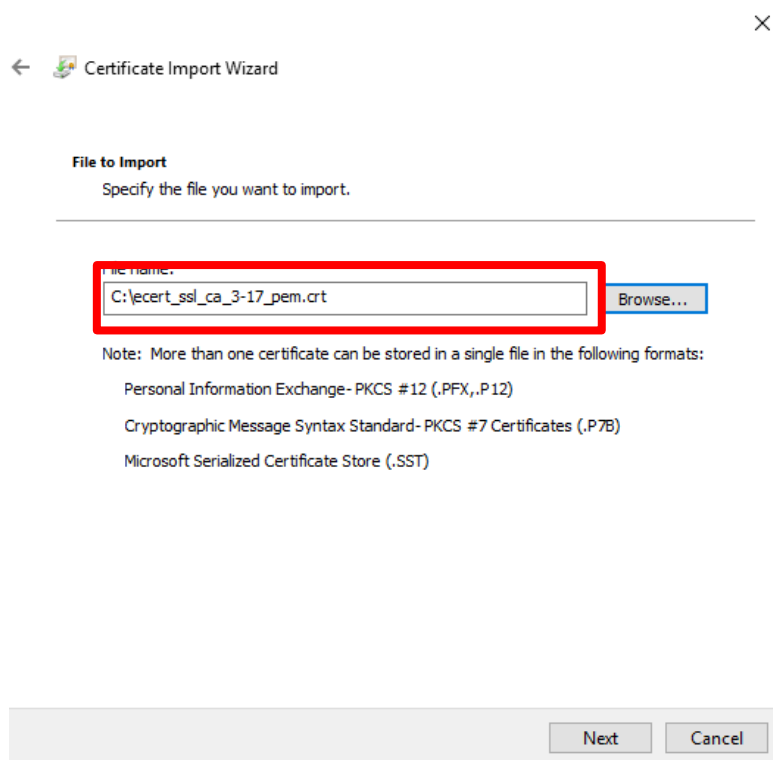 Certificate Import Wizard
File to Import
Specify the file you want to import.
File name:
C:\ecert_ssl_ca_3-17_pem.crt
Browse...
Note: More than one certificate can be stored in a single file in the following formats:
Personal Information Exchange- PKCS #12 (.PFX,.P12)
Cryptographic Message Syntax Standard- PKCS #7 Certificates (.P7B)
Microsoft Serialized Certificate Store (.SST)
Next
Cancel